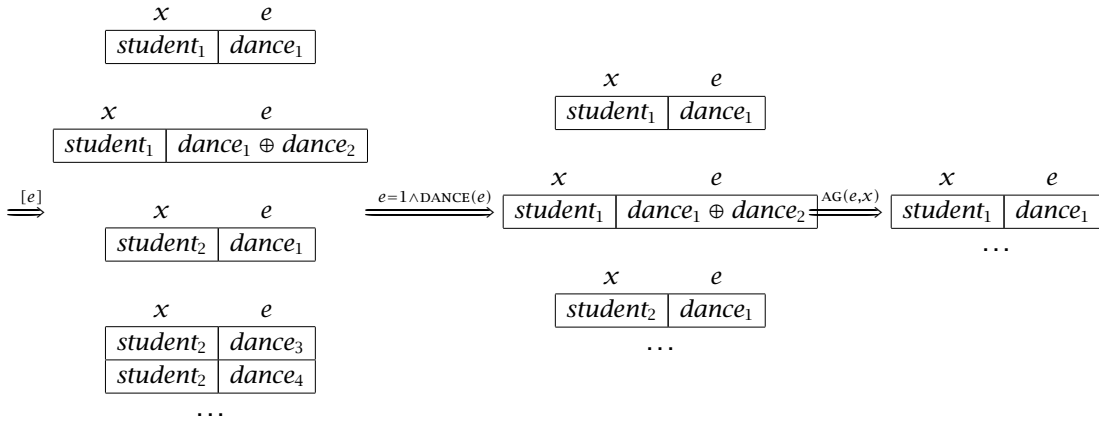 x e
student₁ dance₁
x e
student₁ dance₁ ⊕ dance₂
[e]
⟹
x e
student₂ dance₁
x e
student₂ dance₃
student₂ dance₄
...
e=1∧DANCE(e)
⟹
x e
student₁ dance₁
x e
student₁ dance₁ ⊕ dance₂
x e
student₂ dance₁
...
AG(e,x)
⟹
x e
student₁ dance₁
...